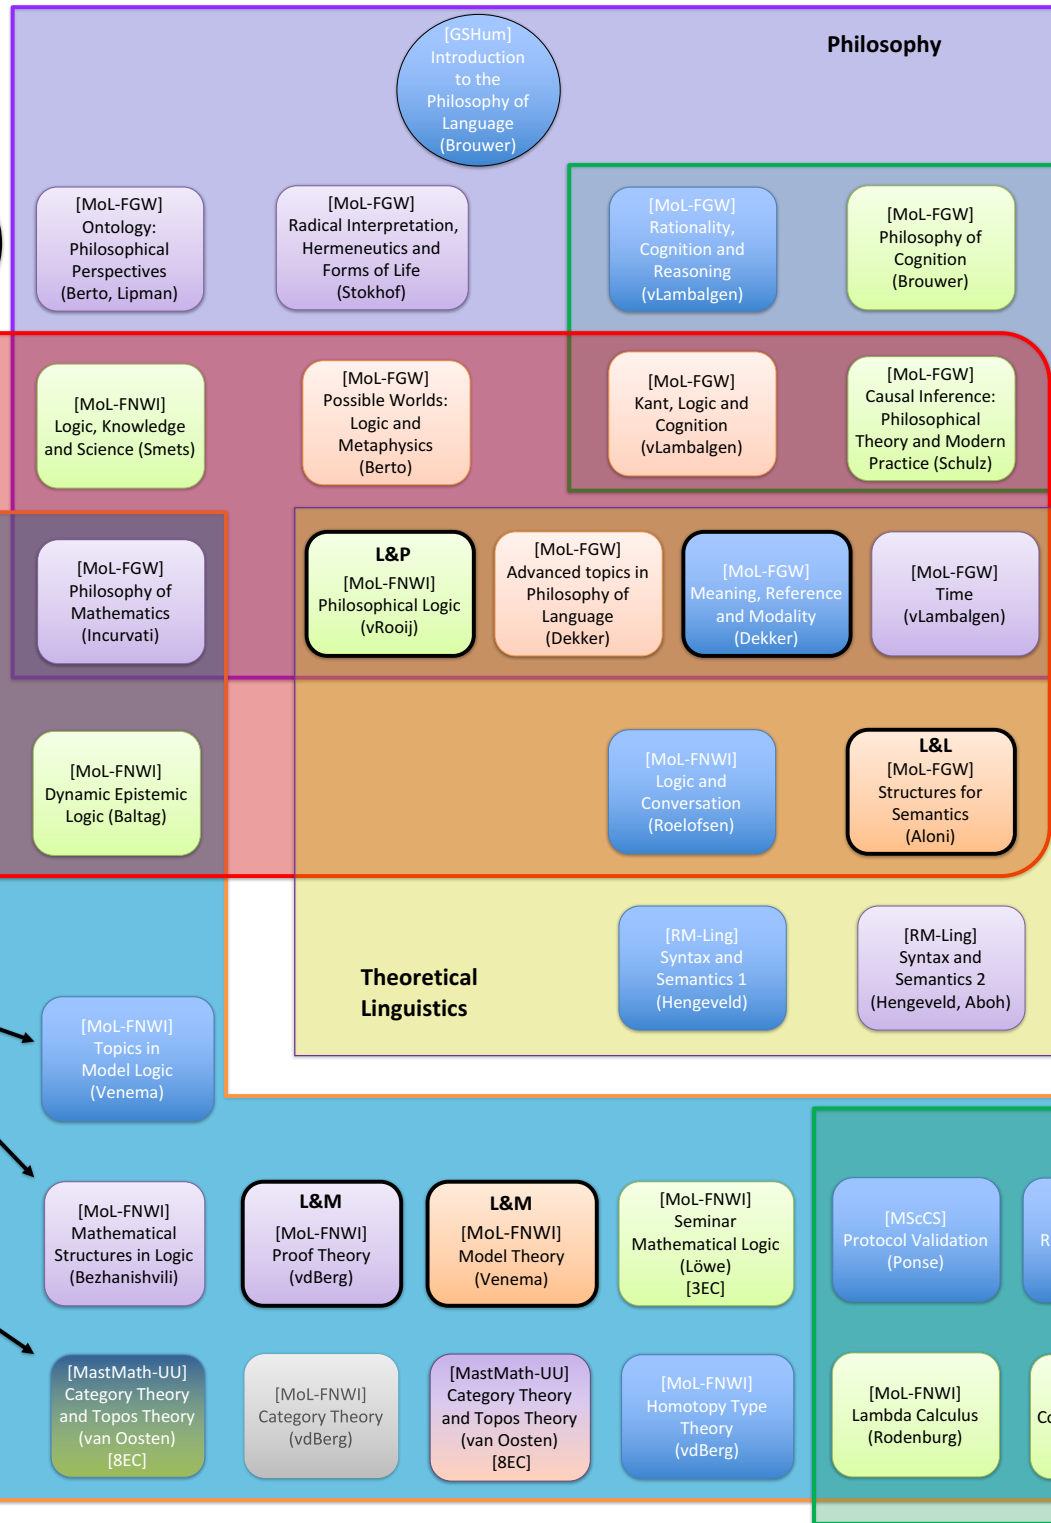 [GSHum]
Introduction
to the
Philosophy of
Language
(Brouwer)
Philosophy
[MoL-FGW]
Ontology:
Philosophical
Perspectives
(Berto, Lipman)
[MoL-FGW]
Radical Interpretation,
Hermeneutics and
Forms of Life
(Stokhof)
[MoL-FGW]
Rationality,
Cognition and
Reasoning
(vLambalgen)
[MoL-FGW]
Philosophy of
Cognition
(Brouwer)
[MoL-FNWI]
Logic, Knowledge
and Science (Smets)
[MoL-FGW]
Possible Worlds:
Logic and
Metaphysics
(Berto)
[MoL-FGW]
Kant, Logic and
Cognition
(vLambalgen)
[MoL-FGW]
Causal Inference:
Philosophical
Theory and Modern
Practice (Schulz)
[MoL-FGW]
Philosophy of
Mathematics
(Incurvati)
L&P
[MoL-FNWI]
Philosophical Logic
(vRooij)
[MoL-FGW]
Advanced topics in
Philosophy of
Language
(Dekker)
[MoL-FGW]
Meaning, Reference
and Modality
(Dekker)
[MoL-FGW]
Time
(vLambalgen)
[MoL-FNWI]
Dynamic Epistemic
Logic (Baltag)
[MoL-FNWI]
Logic and
Conversation
(Roelofsen)
L&L
[MoL-FGW]
Structures for
Semantics
(Aloni)
Theoretical
Linguistics
[RM-Ling]
Syntax and
Semantics 1
(Hengeveld)
[RM-Ling]
Syntax and
Semantics 2
(Hengeveld, Aboh)
[MoL-FNWI]
Topics in
Model Logic
(Venema)
[MoL-FNWI]
Mathematical
Structures in Logic
(Bezhanishvili)
L&M
[MoL-FNWI]
Proof Theory
(vdBerg)
L&M
[MoL-FNWI]
Model Theory
(Venema)
[MoL-FNWI]
Seminar
Mathematical Logic
(Löwe)
[3EC]
[MScCS]
Protocol Validation
(Ponse)
R
[MastMath-UU]
Category Theory
and Topos Theory
(van Oosten)
[8EC]
[MoL-FNWI]
Category Theory
(vdBerg)
[MastMath-UU]
Category Theory
and Topos Theory
(van Oosten)
[8EC]
[MoL-FNWI]
Homotopy Type
Theory
(vdBerg)
[MoL-FNWI]
Lambda Calculus
(Rodenburg)